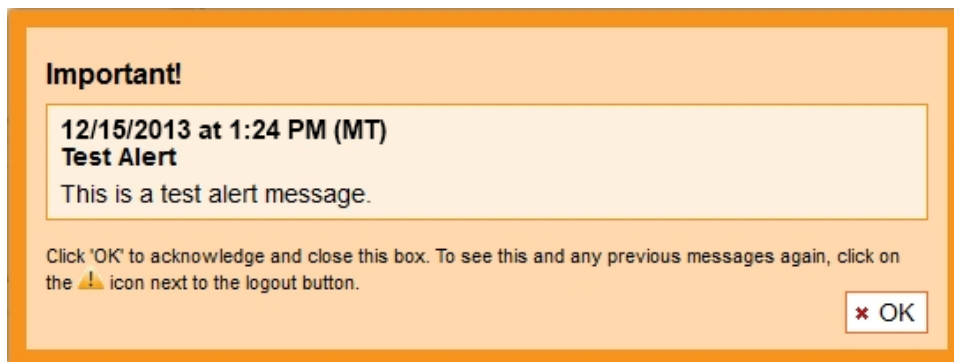 Important!
12/15/2013 at 1:24 PM (MT)
Test Alert
This is a test alert message.
Click 'OK' to acknowledge and close this box. To see this and any previous messages again, click on
the icon next to the logout button.
OK